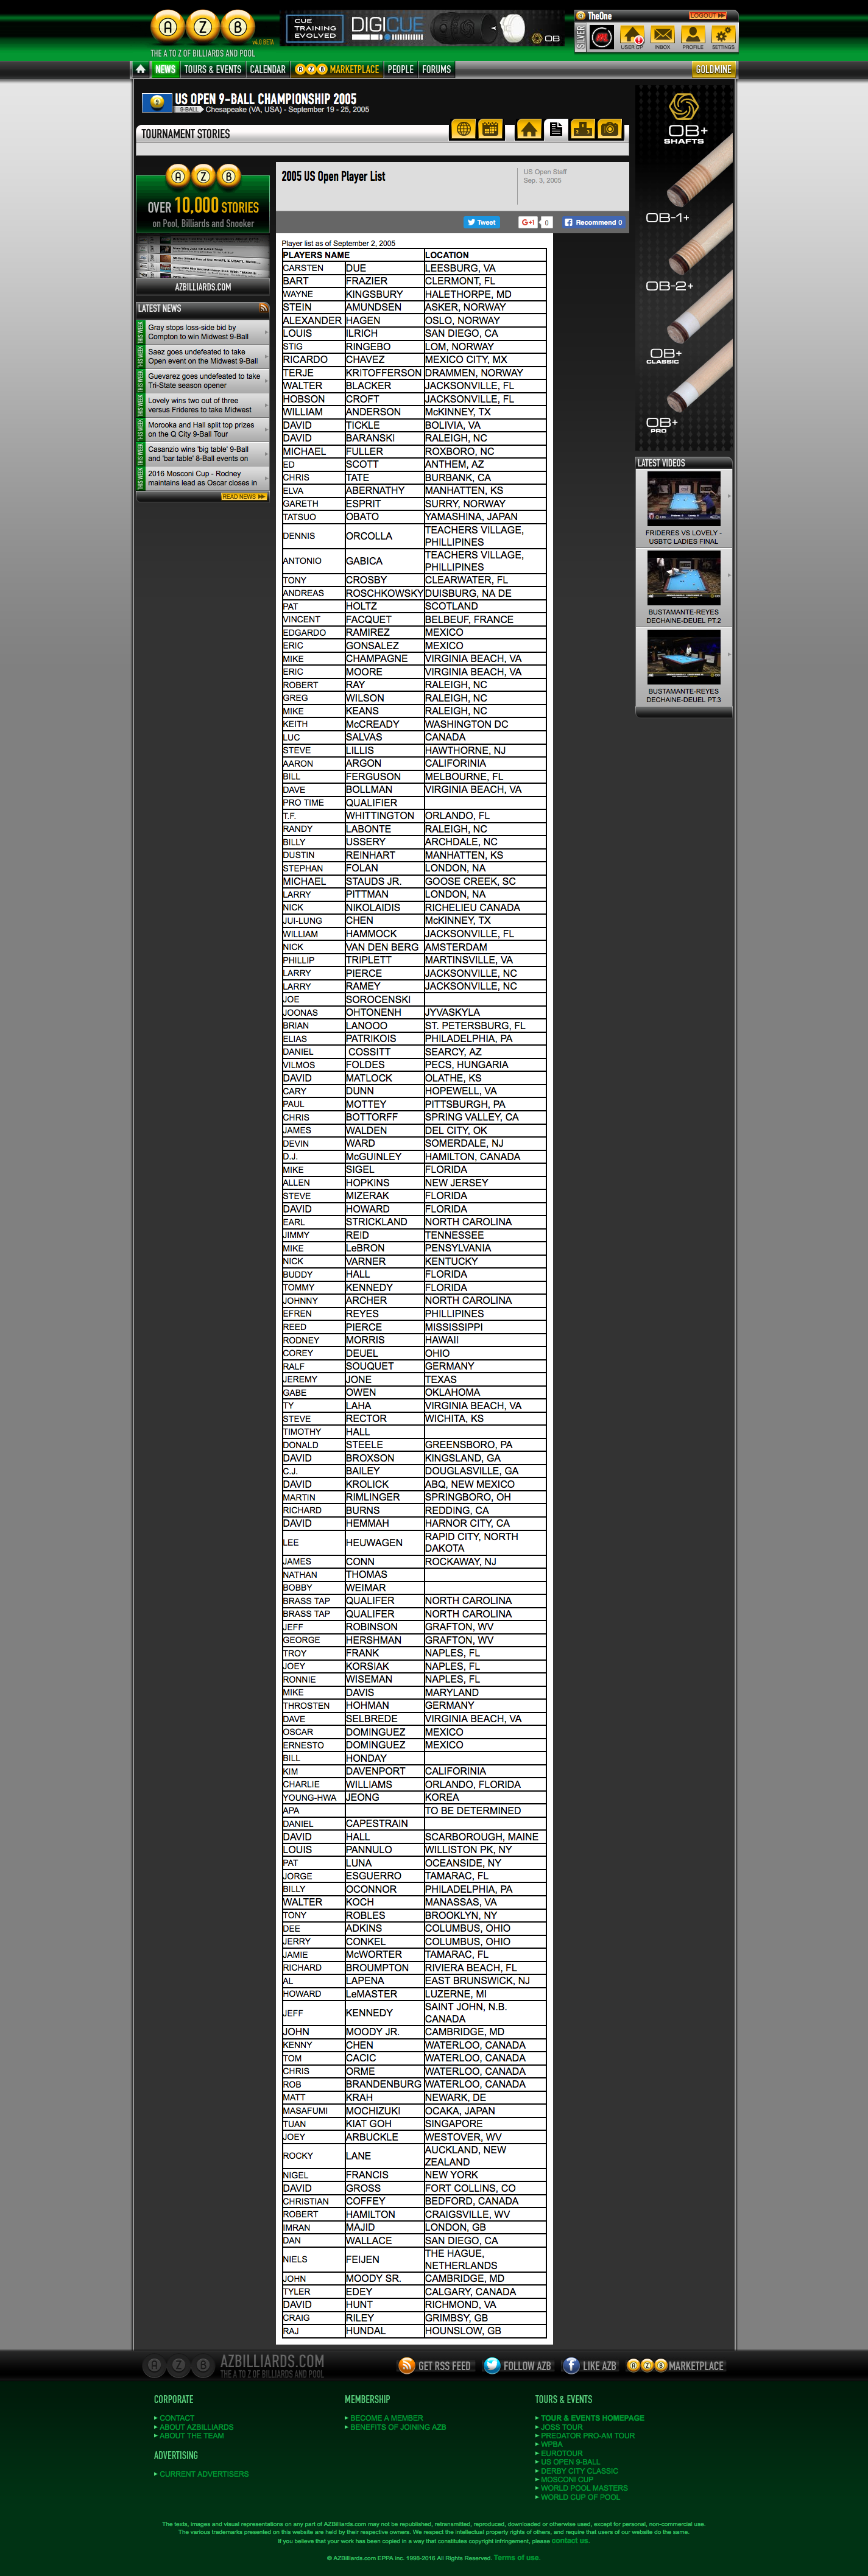 AZB
v4.0 BETA
THE A TO Z OF BILLIARDS AND POOL
CUE
TRAINING
EVOLVED
DIGICUE
OB
TheOne
LOGOUT
SILVER
USER CP
INBOX
PROFILE
SETTINGS
NEWS
TOURS & EVENTS
CALENDAR
AZB MARKETPLACE
PEOPLE
FORUMS
GOLDMINE
US OPEN 9-BALL CHAMPIONSHIP 2005
9-BALL Chesapeake (VA, USA) - September 19 - 25, 2005
TOURNAMENT STORIES
AZB
OVER 10,000 STORIES
on Pool, Billiards and Snooker
AZBILLIARDS.COM
LATEST NEWS
THIS WEEK
Gray stops loss-side bid by
Compton to win Midwest 9-Ball
THIS WEEK
Saez goes undefeated to take
Open event on the Midwest 9-Ball
THIS WEEK
Guevarez goes undefeated to take
Tri-State season opener
THIS WEEK
Lovely wins two out of three
versus Frideres to take Midwest
THIS WEEK
Morooka and Hall split top prizes
on the Q City 9-Ball Tour
THIS WEEK
Casanzio wins 'big table' 9-Ball
and 'bar table' 8-Ball events on
THIS WEEK
2016 Mosconi Cup - Rodney
maintains lead as Oscar closes in
READ NEWS
2005 US Open Player List
US Open Staff
Sep. 3, 2005
Tweet
G+1 0
Recommend 0
Player list as of September 2, 2005
PLAYERS NAME LOCATION
CARSTEN DUE LEESBURG, VA
BART FRAZIER CLERMONT, FL
WAYNE KINGSBURY HALETHORPE, MD
STEIN AMUNDSEN ASKER, NORWAY
ALEXANDER HAGEN OSLO, NORWAY
LOUIS ILRICH SAN DIEGO, CA
STIG RINGEBO LOM, NORWAY
RICARDO CHAVEZ MEXICO CITY, MX
TERJE KRITOFFERSON DRAMMEN, NORWAY
WALTER BLACKER JACKSONVILLE, FL
HOBSON CROFT JACKSONVILLE, FL
WILLIAM ANDERSON McKINNEY, TX
DAVID TICKLE BOLIVIA, VA
DAVID BARANSKI RALEIGH, NC
MICHAEL FULLER ROXBORO, NC
ED SCOTT ANTHEM, AZ
CHRIS TATE BURBANK, CA
ELVA ABERNATHY MANHATTEN, KS
GARETH ESPRIT SURRY, NORWAY
TATSUO OBATO YAMASHINA, JAPAN
DENNIS ORCOLLA TEACHERS VILLAGE,
PHILLIPINES
ANTONIO GABICA TEACHERS VILLAGE,
PHILLIPINES
TONY CROSBY CLEARWATER, FL
ANDREAS ROSCHKOWSKY DUISBURG, NA DE
PAT HOLTZ SCOTLAND
VINCENT FACQUET BELBEUF, FRANCE
EDGARDO RAMIREZ MEXICO
ERIC GONSALEZ MEXICO
MIKE CHAMPAGNE VIRGINIA BEACH, VA
ERIC MOORE VIRGINIA BEACH, VA
ROBERT RAY RALEIGH, NC
GREG WILSON RALEIGH, NC
MIKE KEANS RALEIGH, NC
KEITH McCREADY WASHINGTON DC
LUC SALVAS CANADA
STEVE LILLIS HAWTHORNE, NJ
AARON ARGON CALIFORINIA
BILL FERGUSON MELBOURNE, FL
DAVE BOLLMAN VIRGINIA BEACH, VA
PRO TIME QUALIFIER
T.F. WHITTINGTON ORLANDO, FL
RANDY LABONTE RALEIGH, NC
BILLY USSERY ARCHDALE, NC
DUSTIN REINHART MANHATTEN, KS
STEPHAN FOLAN LONDON, NA
MICHAEL STAUDS JR. GOOSE CREEK, SC
LARRY PITTMAN LONDON, NA
NICK NIKOLAIDIS RICHELIEU CANADA
JUI-LUNG CHEN McKINNEY, TX
WILLIAM HAMMOCK JACKSONVILLE, FL
NICK VAN DEN BERG AMSTERDAM
PHILLIP TRIPLETT MARTINSVILLE, VA
LARRY PIERCE JACKSONVILLE, NC
LARRY RAMEY JACKSONVILLE, NC
JOE SOROCENSKI
JOONAS OHTONENH JYVASKYLA
BRIAN LANOOO ST. PETERSBURG, FL
ELIAS PATRIKOIS PHILADELPHIA, PA
DANIEL COSSITT SEARCY, AZ
VILMOS FOLDES PECS, HUNGARIA
DAVID MATLOCK OLATHE, KS
CARY DUNN HOPEWELL, VA
PAUL MOTTEY PITTSBURGH, PA
CHRIS BOTTORFF SPRING VALLEY, CA
JAMES WALDEN DEL CITY, OK
DEVIN WARD SOMERDALE, NJ
D.J. McGUINLEY HAMILTON, CANADA
MIKE SIGEL FLORIDA
ALLEN HOPKINS NEW JERSEY
STEVE MIZERAK FLORIDA
DAVID HOWARD FLORIDA
EARL STRICKLAND NORTH CAROLINA
JIMMY REID TENNESSEE
MIKE LeBRON PENSYLVANIA
NICK VARNER KENTUCKY
BUDDY HALL FLORIDA
TOMMY KENNEDY FLORIDA
JOHNNY ARCHER NORTH CAROLINA
EFREN REYES PHILLIPINES
REED PIERCE MISSISSIPPI
RODNEY MORRIS HAWAII
COREY DEUEL OHIO
RALF SOUQUET GERMANY
JEREMY JONE TEXAS
GABE OWEN OKLAHOMA
TY LAHA VIRGINIA BEACH, VA
STEVE RECTOR WICHITA, KS
TIMOTHY HALL
DONALD STEELE GREENSBORO, PA
DAVID BROXSON KINGSLAND, GA
C.J. BAILEY DOUGLASVILLE, GA
DAVID KROLICK ABQ, NEW MEXICO
MARTIN RIMLINGER SPRINGBORO, OH
RICHARD BURNS REDDING, CA
DAVID HEMMAH HARNOR CITY, CA
LEE HEUWAGEN RAPID CITY, NORTH
DAKOTA
JAMES CONN ROCKAWAY, NJ
NATHAN THOMAS
BOBBY WEIMAR
BRASS TAP QUALIFER NORTH CAROLINA
BRASS TAP QUALIFER NORTH CAROLINA
JEFF ROBINSON GRAFTON, WV
GEORGE HERSHMAN GRAFTON, WV
TROY FRANK NAPLES, FL
JOEY KORSIAK NAPLES, FL
RONNIE WISEMAN NAPLES, FL
MIKE DAVIS MARYLAND
THROSTEN HOHMAN GERMANY
DAVE SELBREDE VIRGINIA BEACH, VA
OSCAR DOMINGUEZ MEXICO
ERNESTO DOMINGUEZ MEXICO
BILL HONDAY
KIM DAVENPORT CALIFORINIA
CHARLIE WILLIAMS ORLANDO, FLORIDA
YOUNG-HWA JEONG KOREA
APA TO BE DETERMINED
DANIEL CAPESTRAIN
DAVID HALL SCARBOROUGH, MAINE
LOUIS PANNULO WILLISTON PK, NY
PAT LUNA OCEANSIDE, NY
JORGE ESGUERRO TAMARAC, FL
BILLY OCONNOR PHILADELPHIA, PA
WALTER KOCH MANASSAS, VA
TONY ROBLES BROOKLYN, NY
DEE ADKINS COLUMBUS, OHIO
JERRY CONKEL COLUMBUS, OHIO
JAMIE McWORTER TAMARAC, FL
RICHARD BROUMPTON RIVIERA BEACH, FL
AL LAPENA EAST BRUNSWICK, NJ
HOWARD LeMASTER LUZERNE, MI
JEFF KENNEDY SAINT JOHN, N.B.
CANADA
JOHN MOODY JR. CAMBRIDGE, MD
KENNY CHEN WATERLOO, CANADA
TOM CACIC WATERLOO, CANADA
CHRIS ORME WATERLOO, CANADA
ROB BRANDENBURG WATERLOO, CANADA
MATT KRAH NEWARK, DE
MASAFUMI MOCHIZUKI OCAKA, JAPAN
TUAN KIAT GOH SINGAPORE
JOEY ARBUCKLE WESTOVER, WV
ROCKY LANE AUCKLAND, NEW
ZEALAND
NIGEL FRANCIS NEW YORK
DAVID GROSS FORT COLLINS, CO
CHRISTIAN COFFEY BEDFORD, CANADA
ROBERT HAMILTON CRAIGSVILLE, WV
IMRAN MAJID LONDON, GB
DAN WALLACE SAN DIEGO, CA
NIELS FEIJEN THE HAGUE,
NETHERLANDS
JOHN MOODY SR. CAMBRIDGE, MD
TYLER EDEY CALGARY, CANADA
DAVID HUNT RICHMOND, VA
CRAIG RILEY GRIMSBY, GB
RAJ HUNDAL HOUNSLOW, GB
OB+
SHAFTS
OB-1+
OB-2+
OB+
CLASSIC
OB+
PRO
LATEST VIDEOS
FRIDERES VS LOVELY -
USBTC LADIES FINAL
BUSTAMANTE-REYES
DECHAINE-DEUEL PT.2
BUSTAMANTE-REYES
DECHAINE-DEUEL PT.3
AZB
AZBILLIARDS.COM
THE A TO Z OF BILLIARDS AND POOL
GET RSS FEED
FOLLOW AZB
LIKE AZB
AZB MARKETPLACE
CORPORATE
CONTACT
ABOUT AZBILLIARDS
ABOUT THE TEAM
ADVERTISING
CURRENT ADVERTISERS
MEMBERSHIP
BECOME A MEMBER
BENEFITS OF JOINING AZB
TOURS & EVENTS
TOUR & EVENTS HOMEPAGE
JOSS TOUR
PREDATOR PRO-AM TOUR
WPBA
EUROTOUR
US OPEN 9-BALL
DERBY CITY CLASSIC
MOSCONI CUP
WORLD POOL MASTERS
WORLD CUP OF POOL
The texts, images and visual representations on any part of AZBilliards.com may not be republished, retransmitted, reproduced, downloaded or otherwise used, except for personal, non-commercial use.
The various trademarks presented on this website are held by their respective owners. We respect the intellectual property rights of others, and require that users of our website do the same.
If you believe that your work has been copied in a way that constitutes copyright infringement, please contact us.
© AZBilliards.com EPPA inc. 1998-2016 All Rights Reserved. Terms of use.